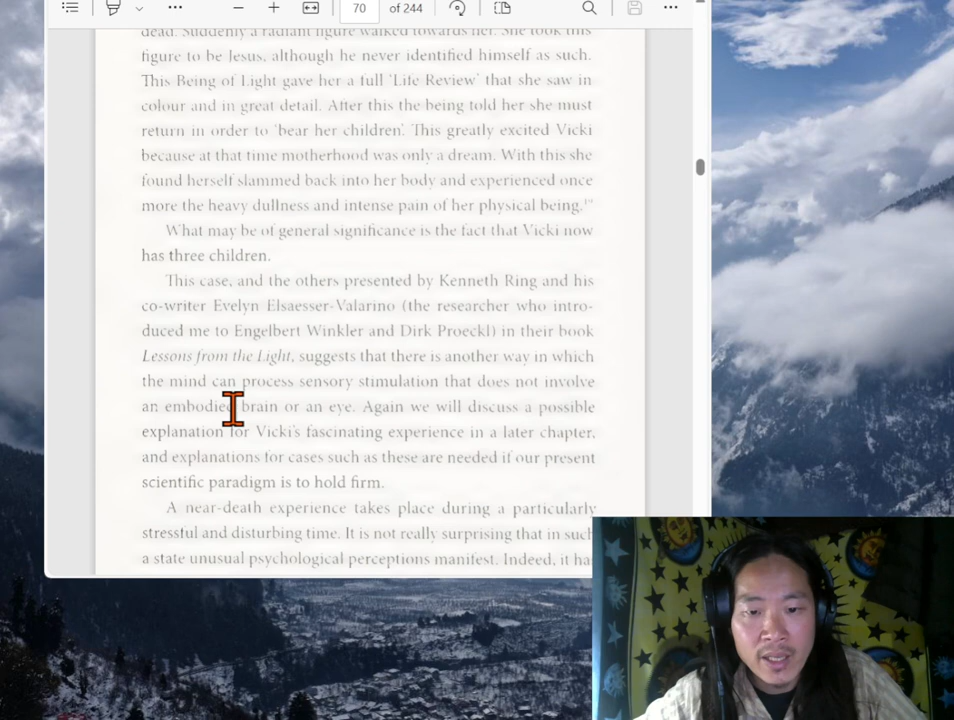 70 of 244
dead. Suddenly a radiant figure walked towards her. She took this
figure to be Jesus, although he never identified himself as such.
This Being of Light gave her a full 'Life Review' that she saw in
colour and in great detail. After this the being told her she must
return in order to 'bear her children'. This greatly excited Vicki
because at that time motherhood was only a dream. With this she
found herself slammed back into her body and experienced once
more the heavy dullness and intense pain of her physical being.
What may be of general significance is the fact that Vicki now
has three children.
This case, and the others presented by Kenneth Ring and his
co-writer Evelyn Elsaesser-Valarino (the researcher who intro-
duced me to Engelbert Winkler and Dirk Proeckl) in their book
Lessons from the Light, suggests that there is another way in which
the mind can process sensory stimulation that does not involve
an embodied brain or an eye. Again we will discuss a possible
explanation for Vicki's fascinating experience in a later chapter,
and explanations for cases such as these are needed if our present
scientific paradigm is to hold firm.
A near-death experience takes place during a particularly
stressful and disturbing time. It is not really surprising that in such
a state unusual psychological perceptions manifest. Indeed, it ha